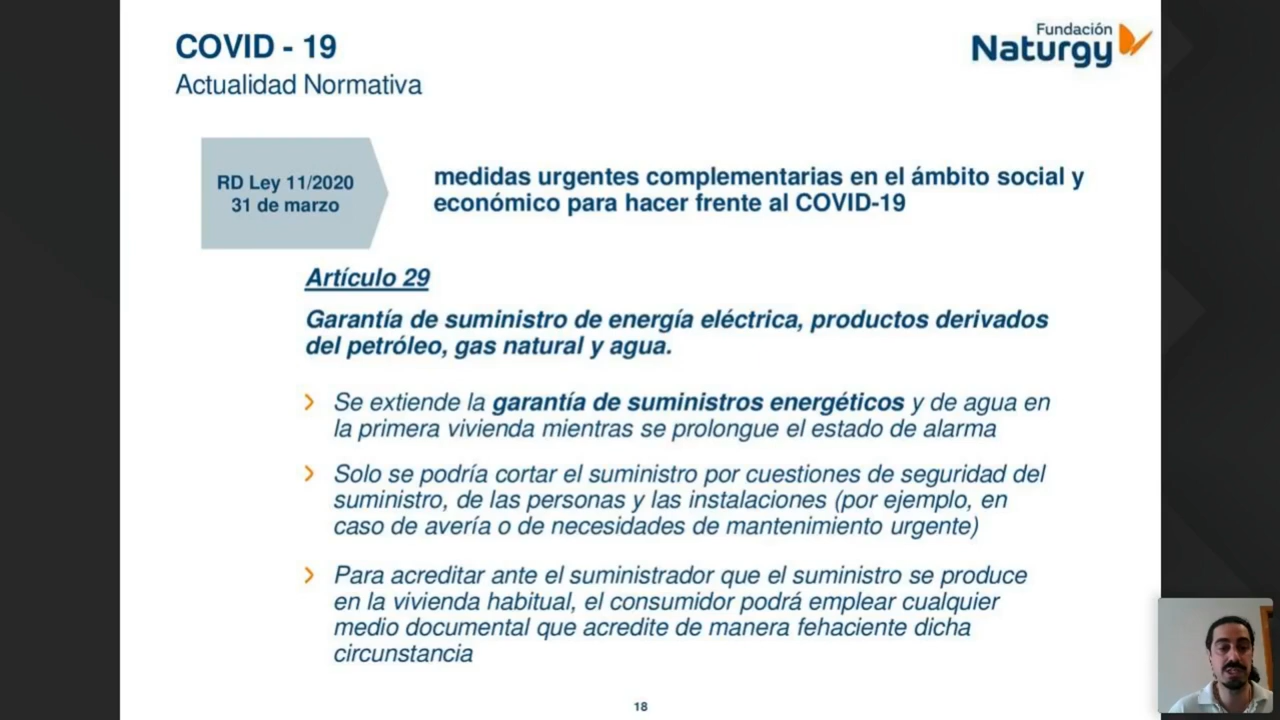 COVID - 19
Actualidad Normativa
Fundación
Naturgy
RD Ley 11/2020
31 de marzo
medidas urgentes complementarias en el ámbito social y
económico para hacer frente al COVID-19
Artículo 29
Garantía de suministro de energía eléctrica, productos derivados
del petróleo, gas natural y agua.
Se extiende la garantía de suministros energéticos y de agua en
la primera vivienda mientras se prolongue el estado de alarma
Solo se podría cortar el suministro por cuestiones de seguridad del
suministro, de las personas y las instalaciones (por ejemplo, en
caso de avería o de necesidades de mantenimiento urgente)
Para acreditar ante el suministrador que el suministro se produce
en la vivienda habitual, el consumidor podrá emplear cualquier
medio documental que acredite de manera fehaciente dicha
circunstancia
18